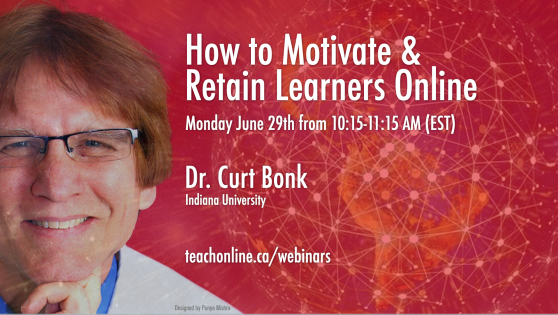 How to Motivate &
Retain Learners Online
Monday June 29th from 10:15-11:15 AM (EST)
Dr. Curt Bonk
Indiana University
teachonline.ca/webinars
Designed by Punya Mishra